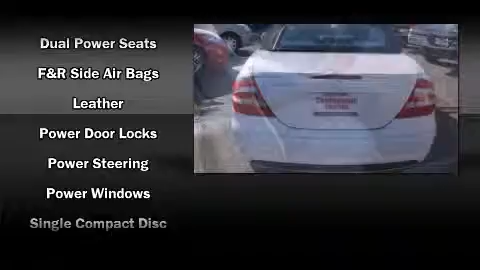 Dual Power Seats
F&R Side Air Bags
Leather
Power Door Locks
Power Steering
Power Windows
Single Compact Disc